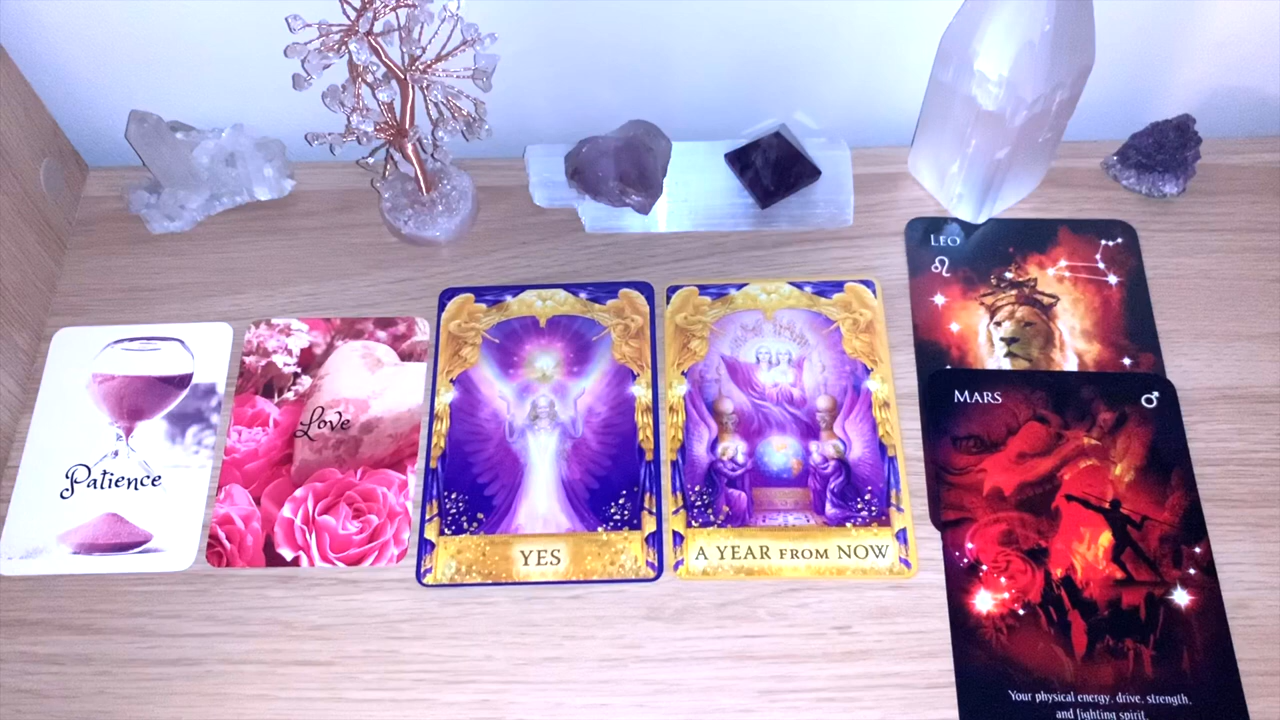 Patience
Love
YES
A YEAR FROM NOW
LEO
♌
MARS
♂
Your physical energy, drive, strength,
and fighting spirit.